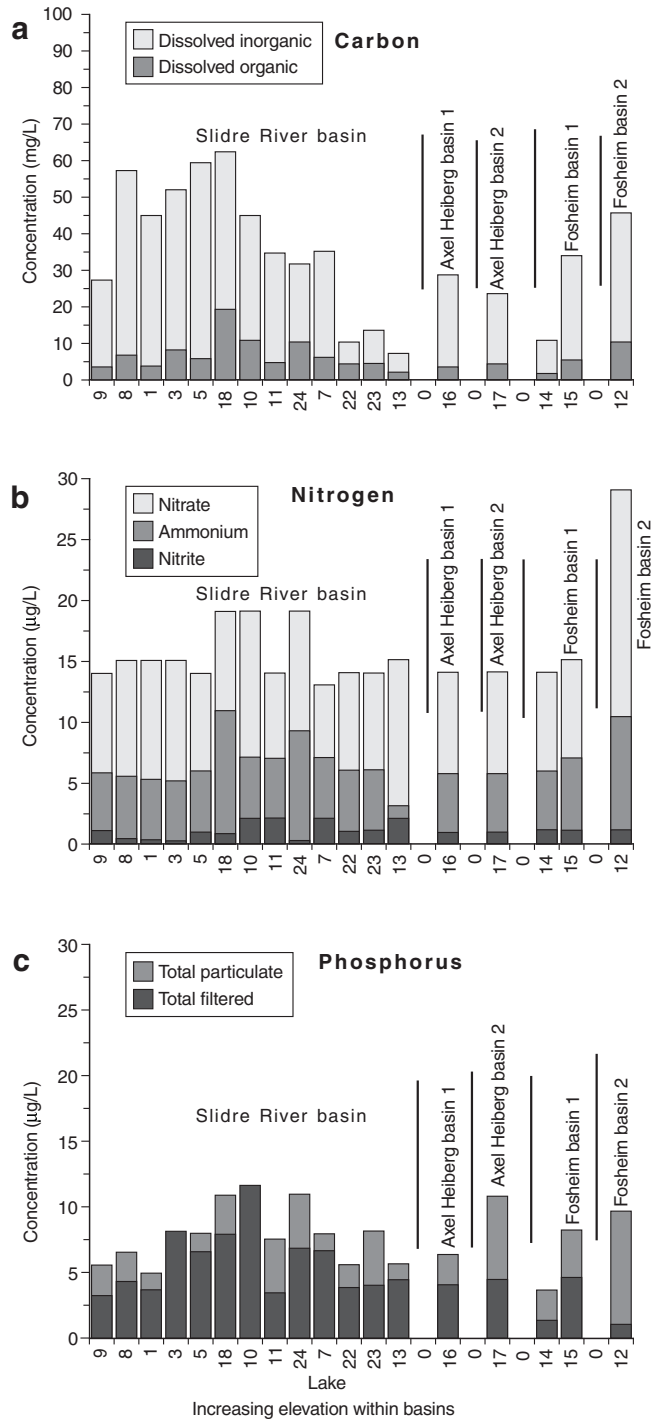 a
Carbon
Dissolved inorganic
Dissolved organic
Slidre River basin
Axel Heiberg basin 1
Axel Heiberg basin 2
Fosheim basin 1
Fosheim basin 2
Concentration (mg/L)
100
90
80
70
60
50
40
30
20
10
0
9 8 1 3 5 18 10 11 24 7 22 23 13 0 16 0 17 0 14 15 0 12
b
Nitrogen
Nitrate
Ammonium
Nitrite
Slidre River basin
Axel Heiberg basin 1
Axel Heiberg basin 2
Fosheim basin 1
Fosheim basin 2
Concentration (µg/L)
30
25
20
15
10
5
0
9 8 1 3 5 18 10 11 24 7 22 23 13 0 16 0 17 0 14 15 0 12
c
Phosphorus
Total particulate
Total filtered
Slidre River basin
Axel Heiberg basin 1
Axel Heiberg basin 2
Fosheim basin 1
Fosheim basin 2
Concentration (µg/L)
30
25
20
15
10
5
0
9 8 1 3 5 18 10 11 24 7 22 23 13 0 16 0 17 0 14 15 0 12
Lake
Increasing elevation within basins